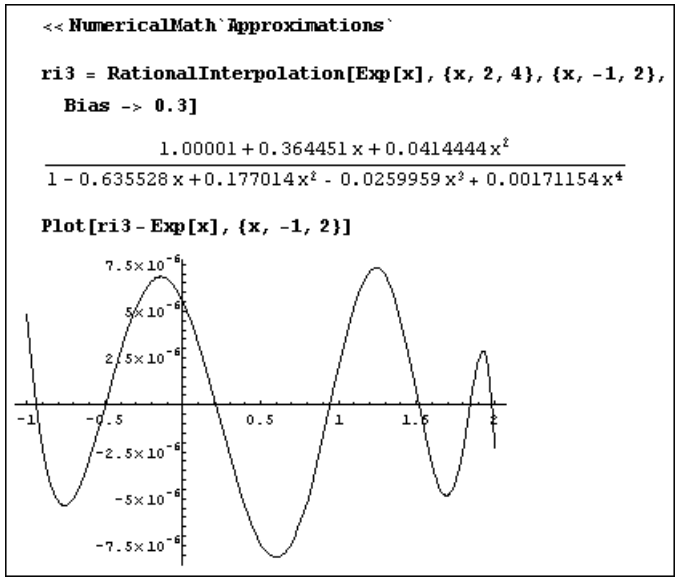 << NumericalMath`Approximations`
ri3 = RationalInterpolation[Exp[x], {x, 2, 4}, {x, -1, 2},
Bias -> 0.3]
1.00001 + 0.364451 x + 0.0414444 x²
1 - 0.635528 x + 0.177014 x² - 0.0259959 x³ + 0.00171154 x⁴
Plot[ri3 - Exp[x], {x, -1, 2}]
7.5×10⁻⁶
5×10⁻⁶
2.5×10⁻⁶
-1 -0.5 0.5 1 1.5 2
-2.5×10⁻⁶
-5×10⁻⁶
-7.5×10⁻⁶